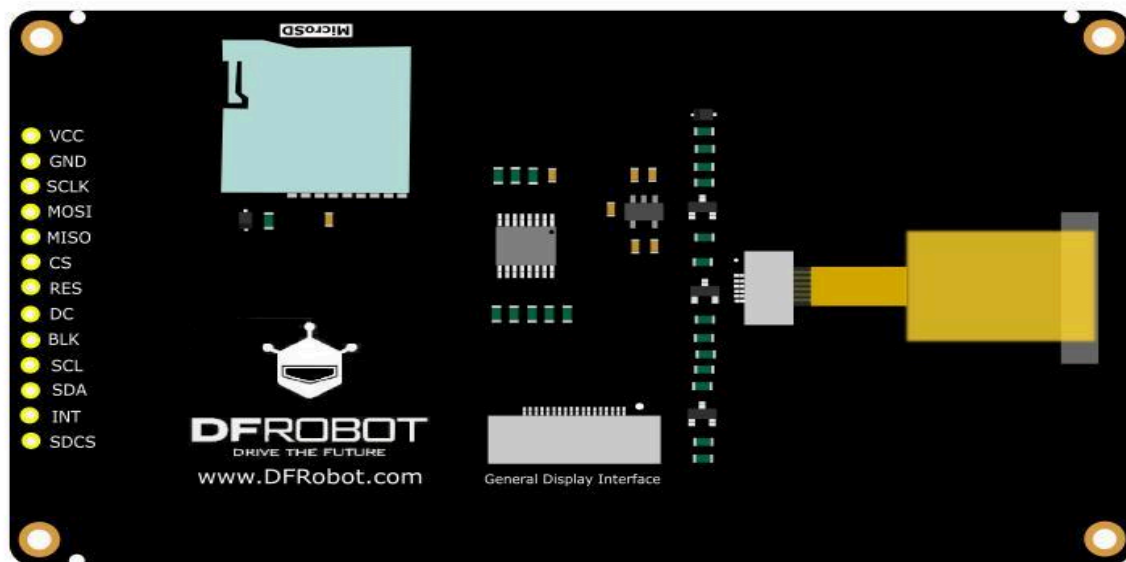 MicroSD
VCC
GND
SCLK
MOSI
MISO
CS
RES
DC
BLK
SCL
SDA
INT
SDCS
DFROBOT
DRIVE THE FUTURE
www.DFRobot.com
General Display Interface